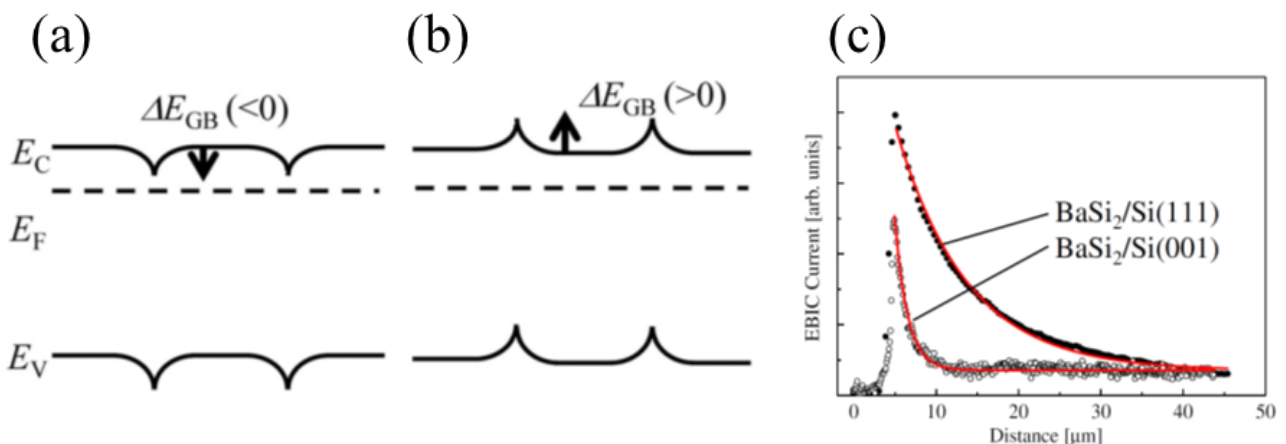 (a)
ΔE_GB (<0)
E_C
E_F
E_V
(b)
ΔE_GB (>0)
(c)
EBIC Current [arb. units]
BaSi₂/Si(111)
BaSi₂/Si(001)
0 10 20 30 40 50
Distance [μm]